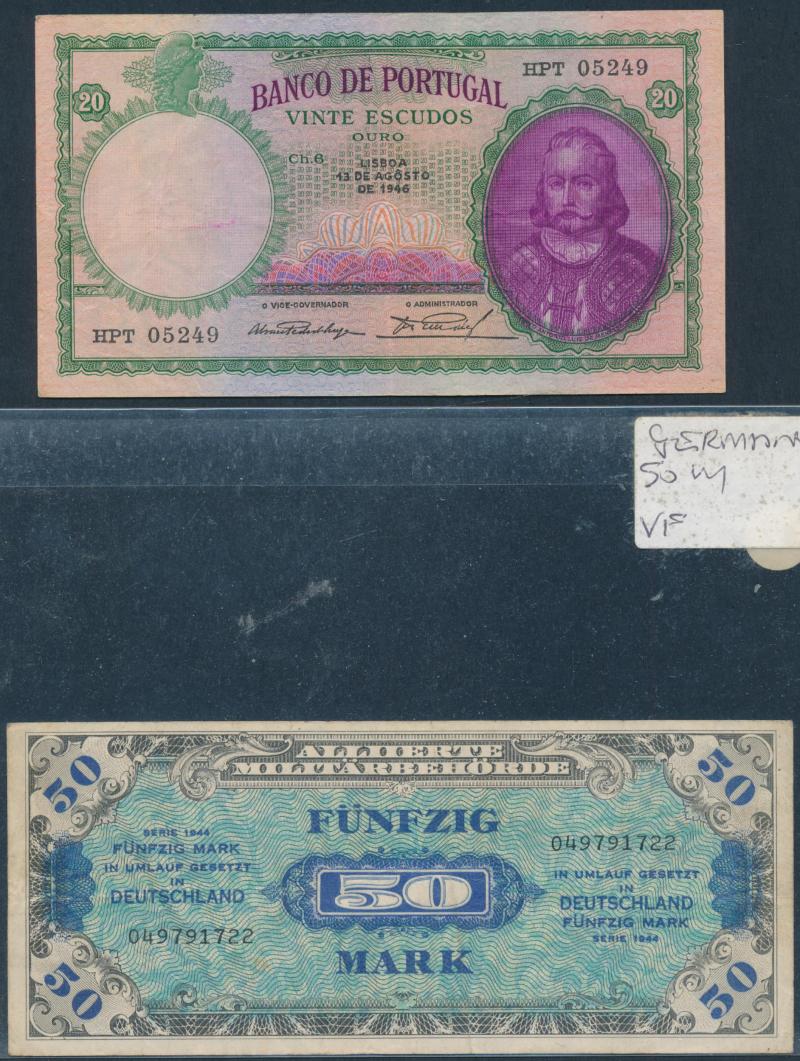 BANCO DE PORTUGAL
HPT 05249
20
20
VINTE ESCUDOS
OURO
Ch.6
LISBOA
13 DE AGÔSTO
DE 1946
O VICE-GOVERNADOR
O ADMINISTRADOR
HPT 05249
50 M
VF
ALLIIERTE
MILITÄRBEHÖRDE
50
50
FÜNFZIG
SERIE 1944
FÜNFZIG MARK
IN UMLAUF GESETZT
IN
DEUTSCHLAND
049791722
50
049791722
IN UMLAUF GESETZT
IN
DEUTSCHLAND
FÜNFZIG MARK
SERIE 1944
MARK
50
50